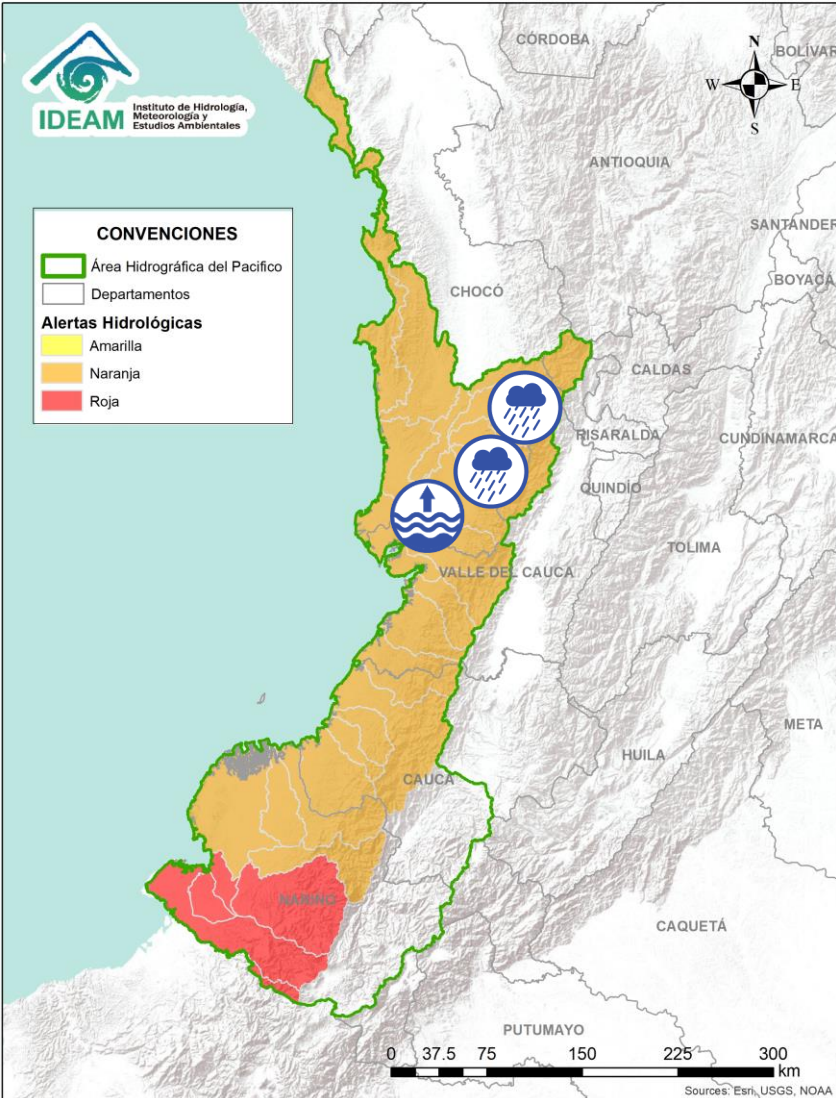 IDEAM
Instituto de Hidrología,
Meteorología y
Estudios Ambientales
N
W
E
S
CÓRDOBA
BOLÍVAR
ANTIOQUIA
SANTANDER
BOYACÁ
CHOCÓ
CALDAS
RISARALDA
CUNDINAMARCA
QUINDÍO
TOLIMA
VALLE DEL CAUCA
META
HUILA
CAUCA
NARIÑO
CAQUETÁ
PUTUMAYO
CONVENCIONES
Área Hidrográfica del Pacifico
Departamentos
Alertas Hidrológicas
Amarilla
Naranja
Roja
0 37.5 75 150 225 300
km
Sources: Esri, USGS, NOAA